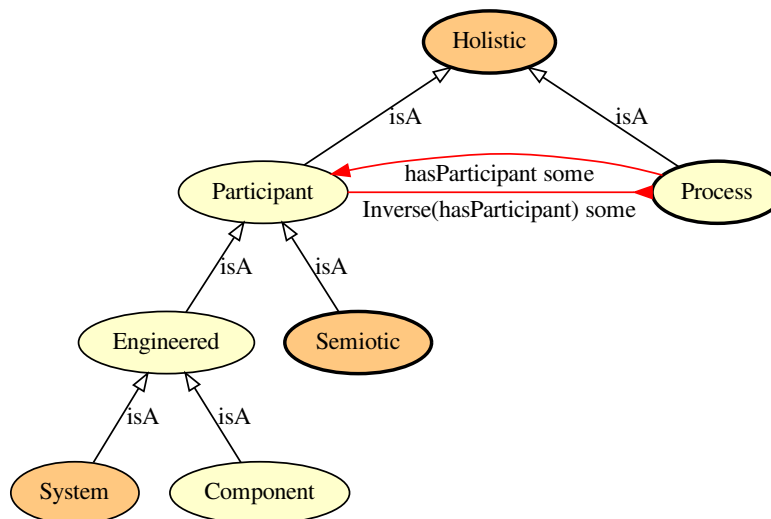 Holistic
isA
isA
hasParticipant some
Participant
Process
Inverse(hasParticipant) some
isA
isA
Engineered
Semiotic
isA
isA
System
Component